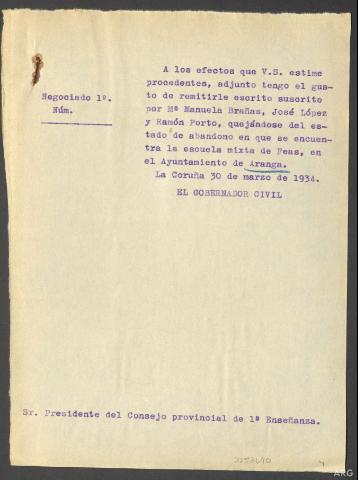 A los efectos que V.S. estime
procedentes, adjunto tengo el gus-
to de remitirle escrito suscrito
por Mª Manuela Brañas, José López
y Ramón Porto, quejándose del es-
tado de abandono en que se encuen-
tra la escuela mixta de Feas, en
el Ayuntamiento de Aranga.
La Coruña 30 de marzo de 1934.
EL GOBERNADOR CIVIL
Negociado 1º.
Núm.
Sr. Presidente del Consejo provincial de 1ª Enseñanza.
ARG